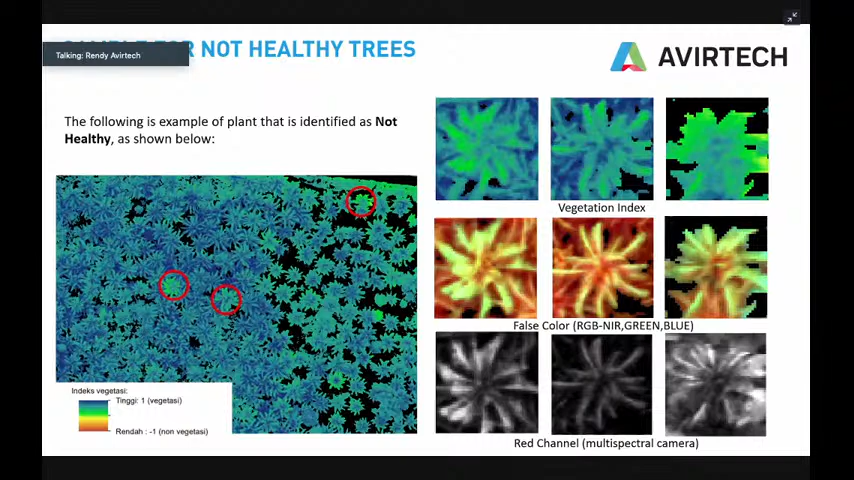 NOT HEALTHY TREES
Talking: Rendy Avirtech
AVIRTECH
The following is example of plant that is identified as Not
Healthy, as shown below:
Vegetation Index
False Color (RGB-NIR,GREEN,BLUE)
Indeks vegetasi:
Tinggi: 1 (vegetasi)
Rendah : -1 (non vegetasi)
Red Channel (multispectral camera)